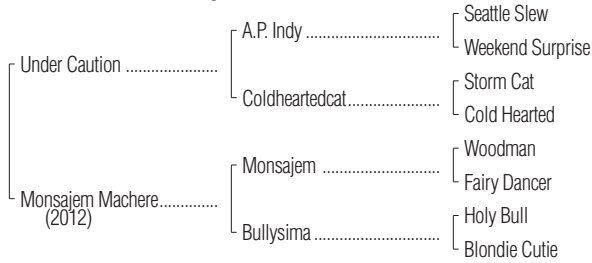 Seattle Slew
A.P. Indy ................................
Weekend Surprise
Under Caution ......................
Storm Cat
Coldheartedcat......................
Cold Hearted
Woodman
Monsajem ............................
Fairy Dancer
Monsajem Machere..............
(2012)
Holy Bull
Bullysima ..............................
Blondie Cutie